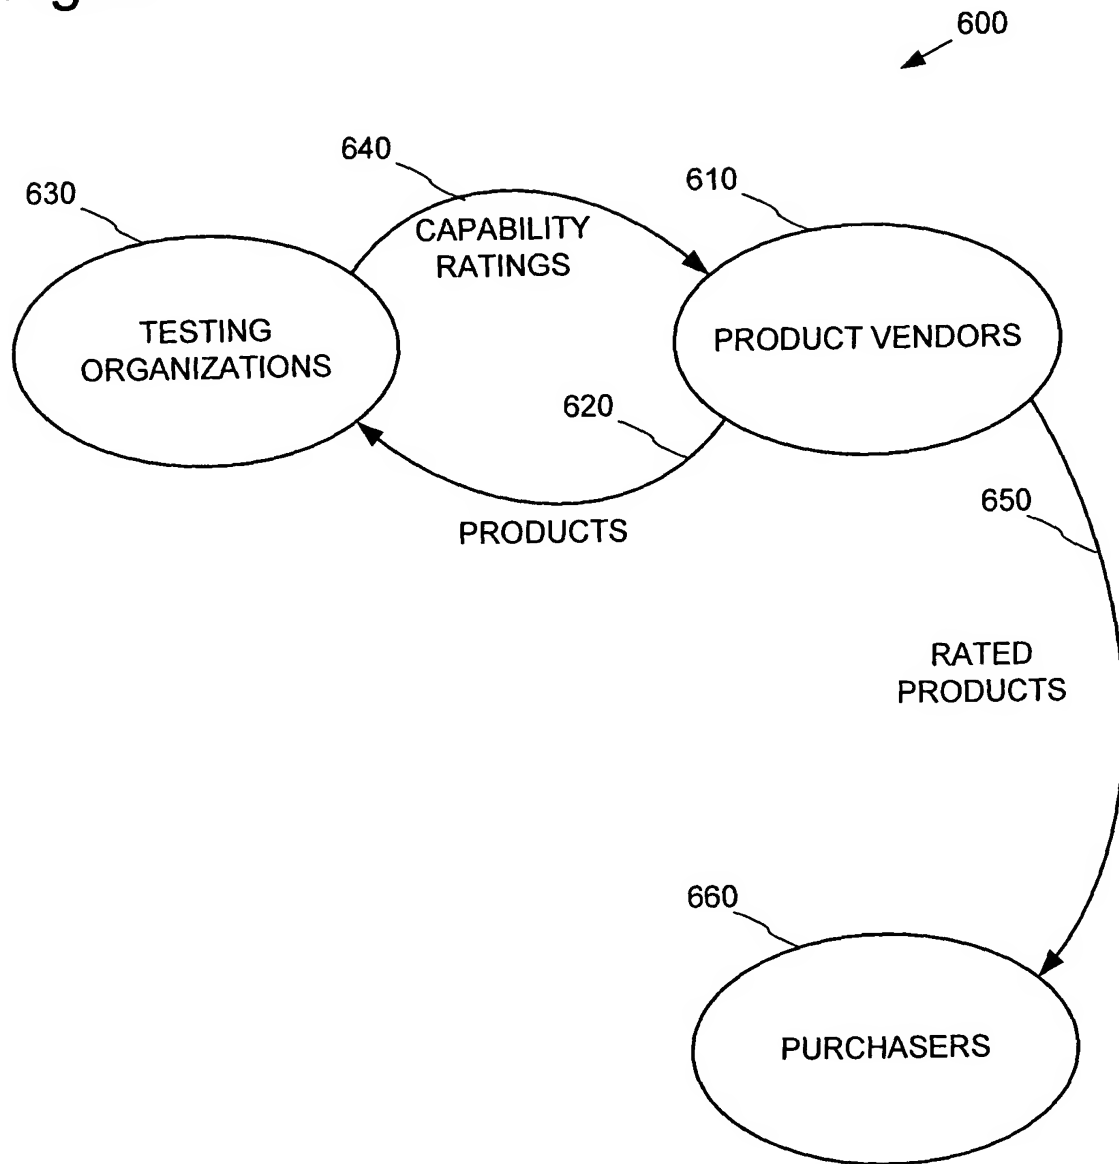 600
640
610
630
CAPABILITY
RATINGS
TESTING
ORGANIZATIONS
PRODUCT VENDORS
620
PRODUCTS
650
RATED
PRODUCTS
660
PURCHASERS